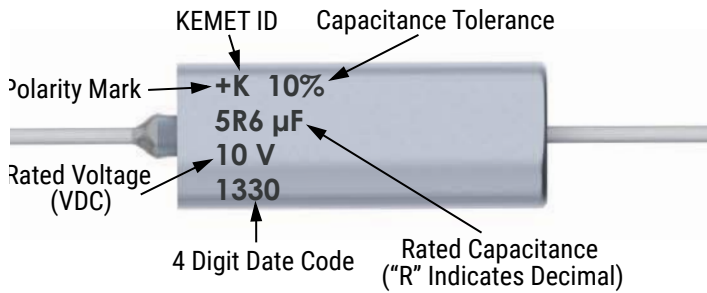 KEMET ID
Capacitance Tolerance
Polarity Mark
+K 10%
5R6 µF
10 V
1330
Rated Voltage
(VDC)
4 Digit Date Code
Rated Capacitance
("R" Indicates Decimal)